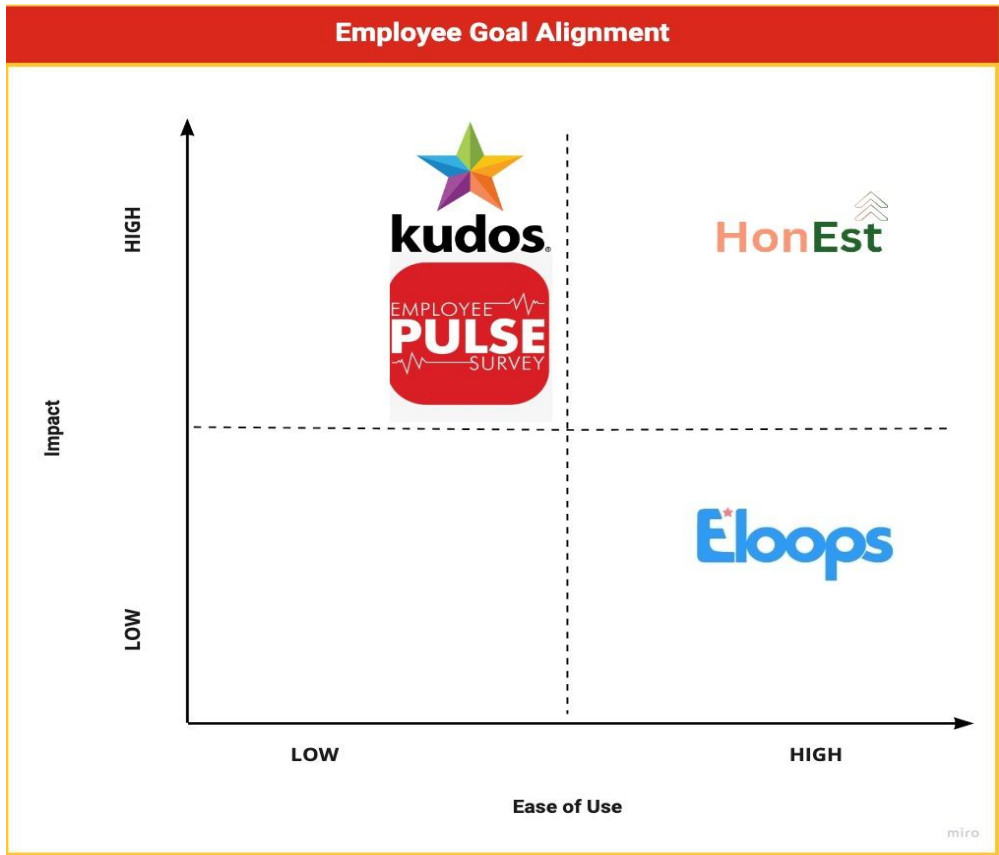 Employee Goal Alignment
HIGH
kudos®
HonEst
EMPLOYEE
PULSE
SURVEY
Impact
Eloops
LOW
LOW
HIGH
Ease of Use
miro